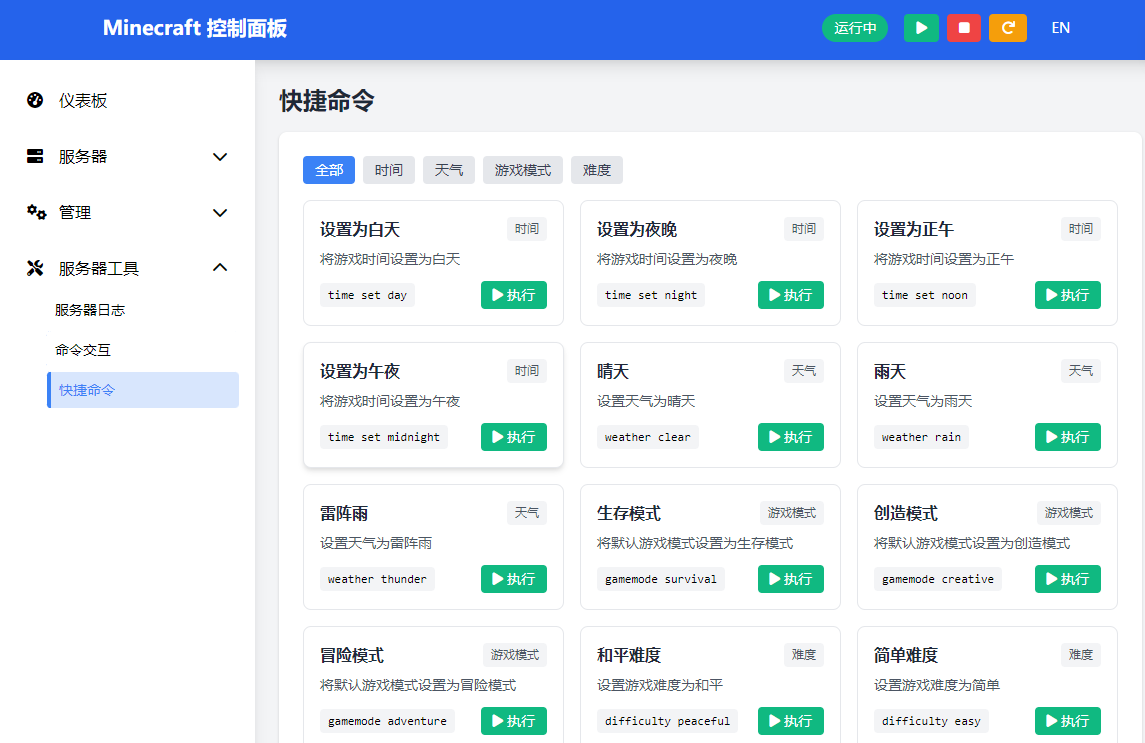 Minecraft 控制面板
运行中
EN
仪表板
服务器
管理
服务器工具
服务器日志
命令交互
快捷命令
快捷命令
全部 时间 天气 游戏模式 难度
设置为白天 时间
将游戏时间设置为白天
time set day 执行
设置为夜晚 时间
将游戏时间设置为夜晚
time set night 执行
设置为正午 时间
将游戏时间设置为正午
time set noon 执行
设置为午夜 时间
将游戏时间设置为午夜
time set midnight 执行
晴天 天气
设置天气为晴天
weather clear 执行
雨天 天气
设置天气为雨天
weather rain 执行
雷阵雨 天气
设置天气为雷阵雨
weather thunder 执行
生存模式 游戏模式
将默认游戏模式设置为生存模式
gamemode survival 执行
创造模式 游戏模式
将默认游戏模式设置为创造模式
gamemode creative 执行
冒险模式 游戏模式
将默认游戏模式设置为冒险模式
gamemode adventure 执行
和平难度 难度
设置游戏难度为和平
difficulty peaceful 执行
简单难度 难度
设置游戏难度为简单
difficulty easy 执行